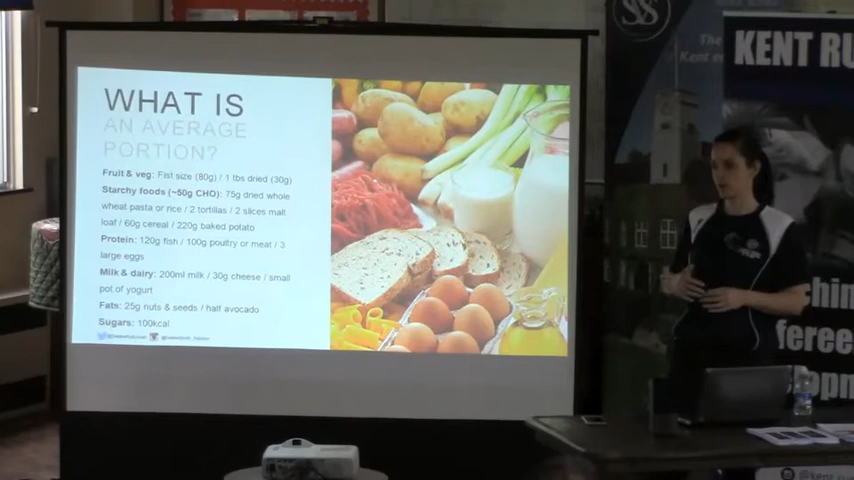 WHAT IS
AN AVERAGE
PORTION?
Fruit & veg: Fist size (80g) / 1 tbs dried (30g)
Starchy foods (~50g CHO): 75g dried whole
wheat pasta or rice / 2 tortillas / 2 slices malt
loaf / 60g cereal / 220g baked potato
Protein: 120g fish / 100g poultry or meat / 3
large eggs
Milk & dairy: 200ml milk / 30g cheese / small
pot of yogurt
Fats: 25g nuts & seeds / half avocado
Sugars: 100kcal
The
Kent
KENT RU